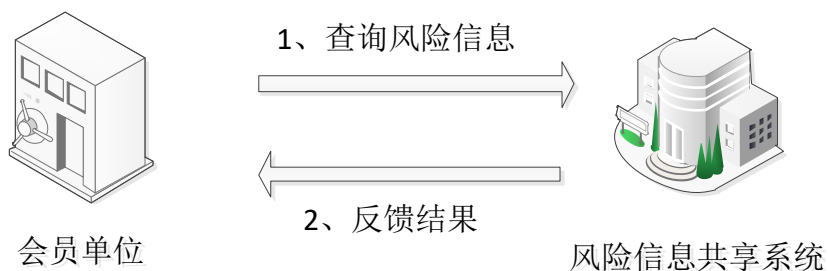 1、查询风险信息
2、反馈结果
会员单位
风险信息共享系统